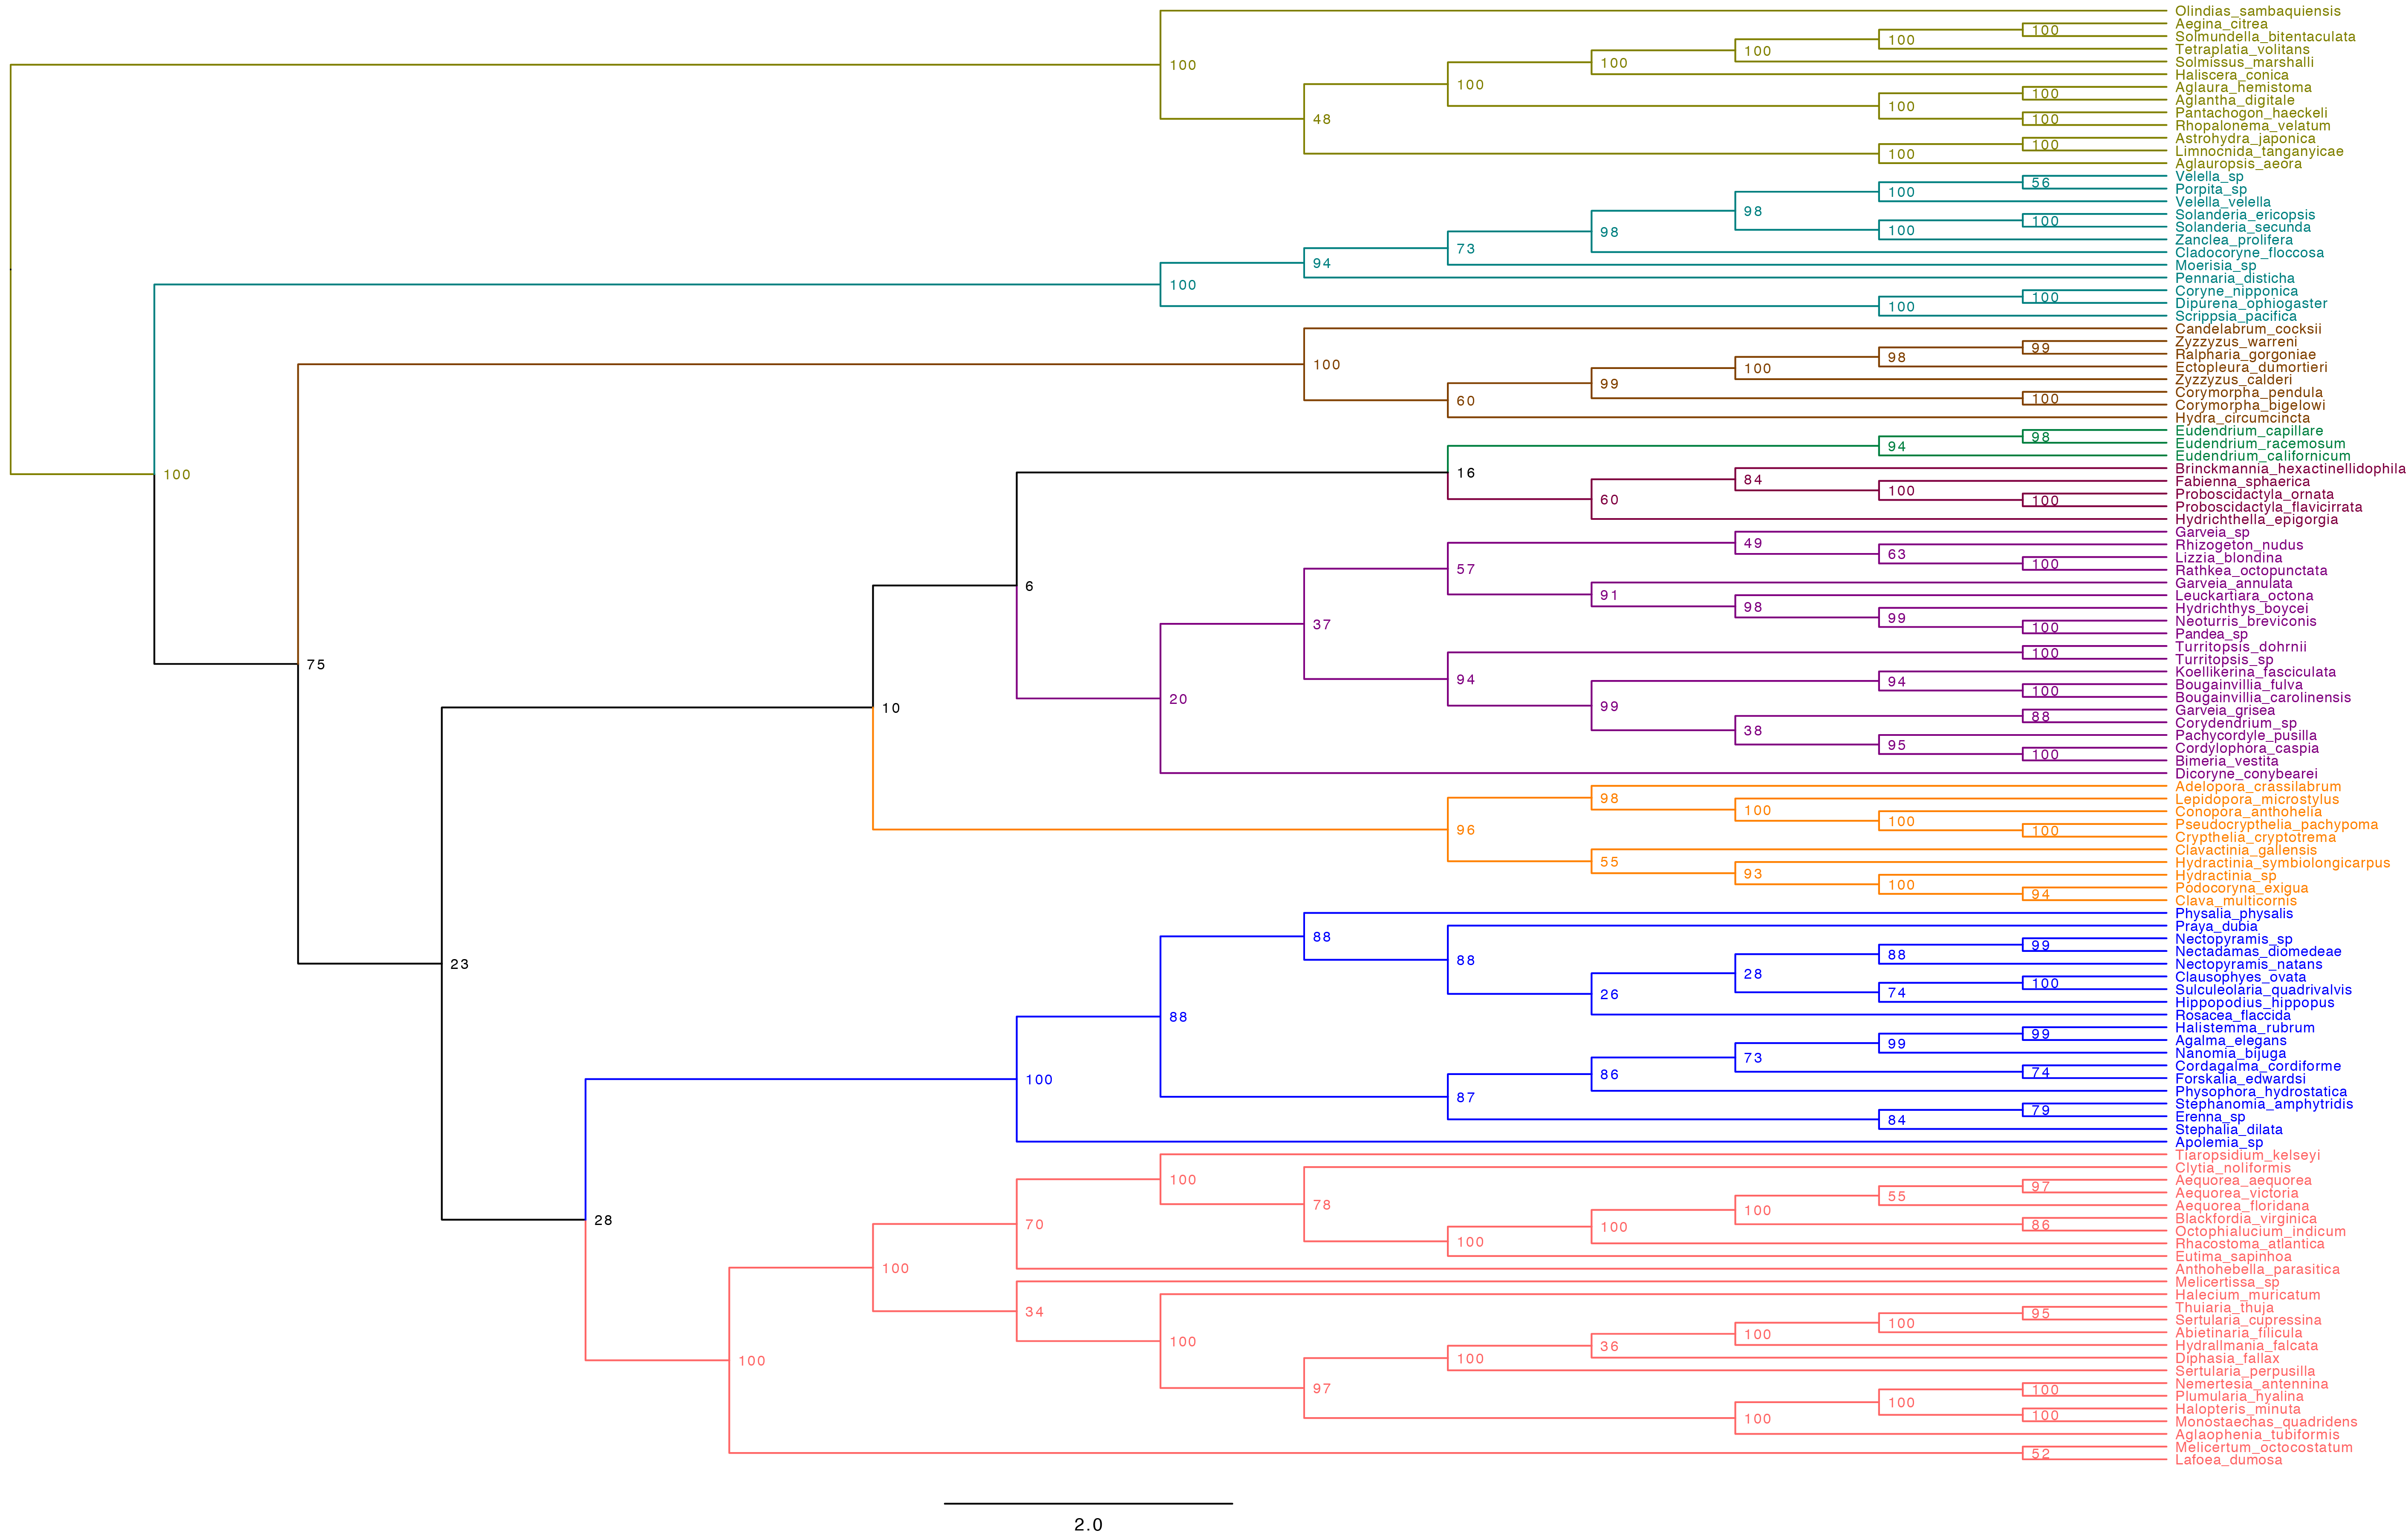 Olindias_sambaquiensis
Aegina_citrea
100
Solmundella_bitentaculata
100
Tetraplatia_volitans
100
Solmissus_marshalli
100
100
Haliscera_conica
100
Aglaura_hemistoma
100
Aglantha_digitale
100
Pantachogon_haeckeli
48
100
Rhopalonema_velatum
Astrohydra_japonica
100
Limnocnida_tanganyicae
100
Aglauropsis_aeora
Velella_sp
56
Porpita_sp
100
Velella_velella
98
Solanderia_ericopsis
100
Solanderia_secunda
98
100
Zanclea_prolifera
73
Cladocoryne_floccosa
94
Moerisia_sp
Pennaria_disticha
100
Coryne_nipponica
100
Dipurena_ophiogaster
100
Scrippsia_pacifica
Candelabrum_cocksii
Zyzzyzus_warreni
99
Ralpharia_gorgoniae
98
100
Ectopleura_dumortieri
100
Zyzzyzus_calderi
99
Corymorpha_pendula
100
60
Corymorpha_bigelowi
Hydra_circumcincta
Eudendrium_capillare
98
Eudendrium_racemosum
94
Eudendrium_californicum
Brinckmannia_hexactinellidophila
16
100
84
Fabienna_sphaerica
100
Proboscidactyla_ornata
60
100
Proboscidactyla_flavicirrata
Hydrichthella_epigorgia
Garveia_sp
49
Rhizogeton_nudus
63
Lizzia_blondina
100
57
Rathkea_octopunctata
Garveia_annulata
6
91
Leuckartiara_octona
98
Hydrichthys_boycei
99
Neoturris_breviconis
37
100
Pandea_sp
Turritopsis_dohrnii
100
Turritopsis_sp
75
Koellikerina_fasciculata
94
94
Bougainvillia_fulva
100
Bougainvillia_carolinensis
20
99
Garveia_grisea
10
88
Corydendrium_sp
38
Pachycordyle_pusilla
95
Cordylophora_caspia
100
Bimeria_vestita
Dicoryne_conybearei
Adelopora_crassilabrum
98
Lepidopora_microstylus
100
Conopora_anthohelia
100
Pseudocrypthelia_pachypoma
96
100
Crypthelia_cryptotrema
Clavactinia_gallensis
55
Hydractinia_symbiolongicarpus
93
Hydractinia_sp
100
Podocoryna_exigua
94
Clava_multicornis
Physalia_physalis
Praya_dubia
88
Nectopyramis_sp
99
Nectadamas_diomedeae
88
88
23
Nectopyramis_natans
28
Clausophyes_ovata
100
Sulculeolaria_quadrivalvis
26
74
Hippopodius_hippopus
88
Rosacea_flaccida
Halistemma_rubrum
99
Agalma_elegans
99
Nanomia_bijuga
73
Cordagalma_cordiforme
86
74
100
Forskalia_edwardsi
Physophora_hydrostatica
87
Stephanomia_amphytridis
79
Erenna_sp
84
Stephalia_dilata
Apolemia_sp
Tiaropsidium_kelseyi
Clytia_noliformis
100
Aequorea_aequorea
97
Aequorea_victoria
55
78
Aequorea_floridana
100
28
70
Blackfordia_virginica
86
100
Octophialucium_indicum
100
Rhacostoma_atlantica
Eutima_sapinhoa
100
Anthohebella_parasitica
Melicertissa_sp
Halecium_muricatum
34
Thuiaria_thuja
95
Sertularia_cupressina
100
100
Abietinaria_filicula
100
36
Hydrallmania_falcata
100
100
Diphasia_fallax
Sertularia_perpusilla
97
Nemertesia_antennina
100
Plumularia_hyalina
100
Halopteris_minuta
100
100
Monostaechas_quadridens
Aglaophenia_tubiformis
Melicertum_octocostatum
52
Lafoea_dumosa
2.0